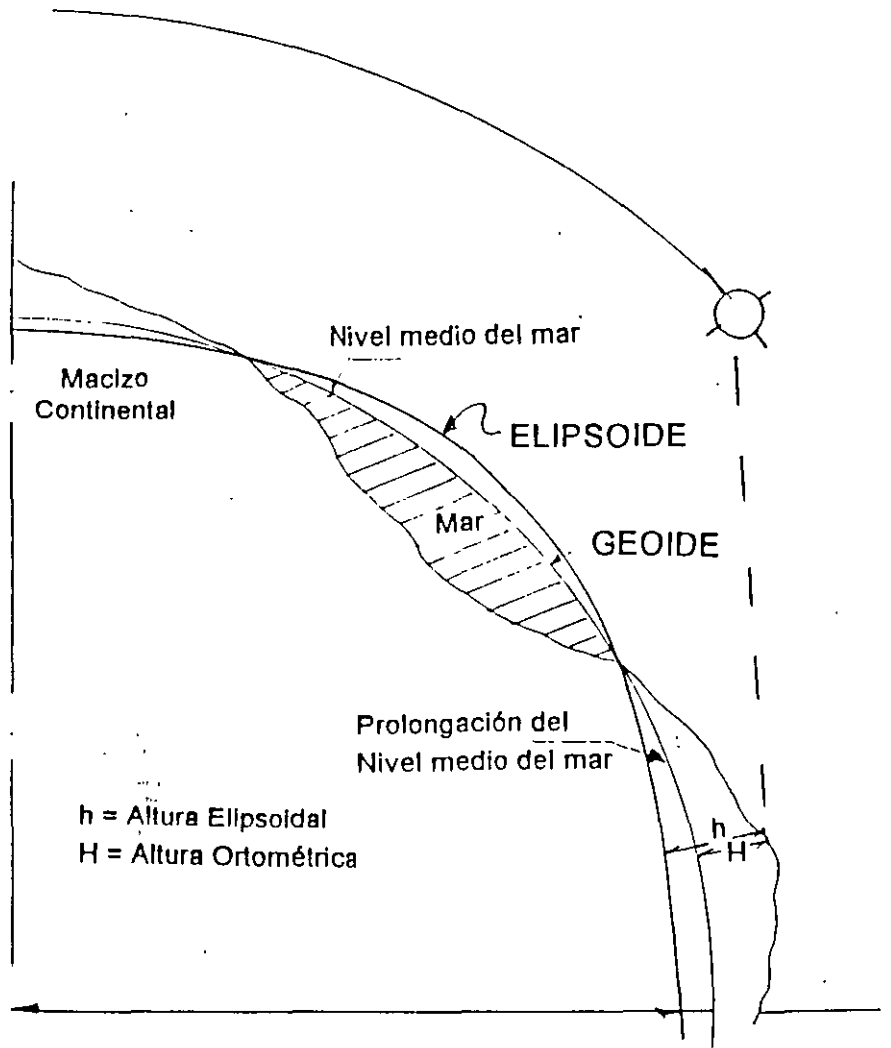 Nivel medio del mar
Macizo
Continental
ELIPSOIDE
Mar
GEOIDE
Prolongación del
Nivel medio del mar
h = Altura Elipsoidal
H = Altura Ortométrica
h
H